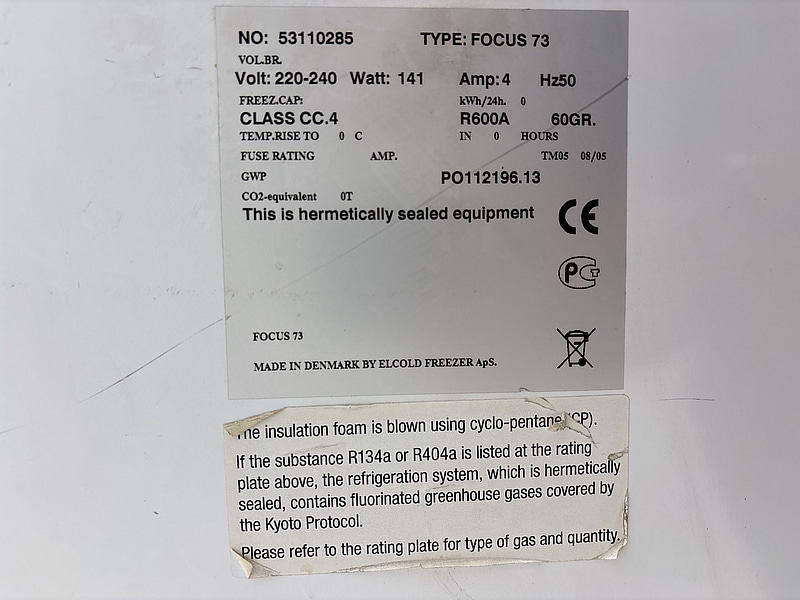 NO: 53110285 TYPE: FOCUS 73
VOL.BR.
Volt: 220-240 Watt: 141 Amp: 4 Hz50
FREEZ.CAP: kWh/24h. 0
CLASS CC.4 R600A 60GR.
TEMP.RISE TO 0 C IN 0 HOURS
FUSE RATING AMP. TM05 08/05
GWP PO112196.13
CO2-equivalent 0T
This is hermetically sealed equipment CE
FOCUS 73
MADE IN DENMARK BY ELCOLD FREEZER ApS.
The insulation foam is blown using cyclo-pentane (CP).
If the substance R134a or R404a is listed at the rating
plate above, the refrigeration system, which is hermetically
sealed, contains fluorinated greenhouse gases covered by
the Kyoto Protocol.
Please refer to the rating plate for type of gas and quantity.